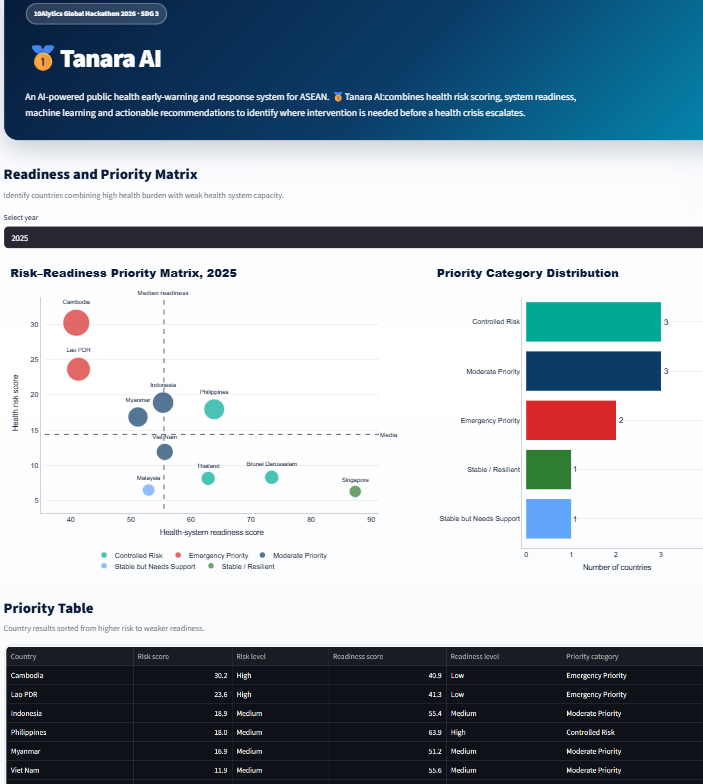 10Alytics Global Hackathon 2026 - SDG 3
1
Tanara AI
An AI-powered public health early-warning and response system for ASEAN. Tanara AI:combines health risk scoring, system readiness,
machine learning and actionable recommendations to identify where intervention is needed before a health crisis escalates.
Readiness and Priority Matrix
Identify countries combining high health burden with weak health-system capacity.
Select year
2025
Risk–Readiness Priority Matrix, 2025
Median readiness
Cambodia
Lao PDR
Indonesia
Philippines
Myanmar
Viet Nam
Media
Thailand
Brunei Darussalam
Malaysia
Singapore
Health risk score
30
25
20
15
10
5
40 50 60 70 80 90
Health-system readiness score
Controlled Risk Emergency Priority Moderate Priority
Stable but Needs Support Stable / Resilient
Priority Category Distribution
Controlled Risk 3
Moderate Priority 3
Emergency Priority 2
Stable / Resilient 1
Stable but Needs Support 1
0 1 2 3
Number of countries
Priority Table
Country results sorted from higher risk to weaker readiness.
Country Risk score Risk level Readiness score Readiness level Priority category
Cambodia 30.2 High 40.9 Low Emergency Priority
Lao PDR 23.6 High 41.3 Low Emergency Priority
Indonesia 18.9 Medium 55.4 Medium Moderate Priority
Philippines 18.0 Medium 63.9 High Controlled Risk
Myanmar 16.9 Medium 51.2 Medium Moderate Priority
Viet Nam 11.9 Medium 55.6 Medium Moderate Priority